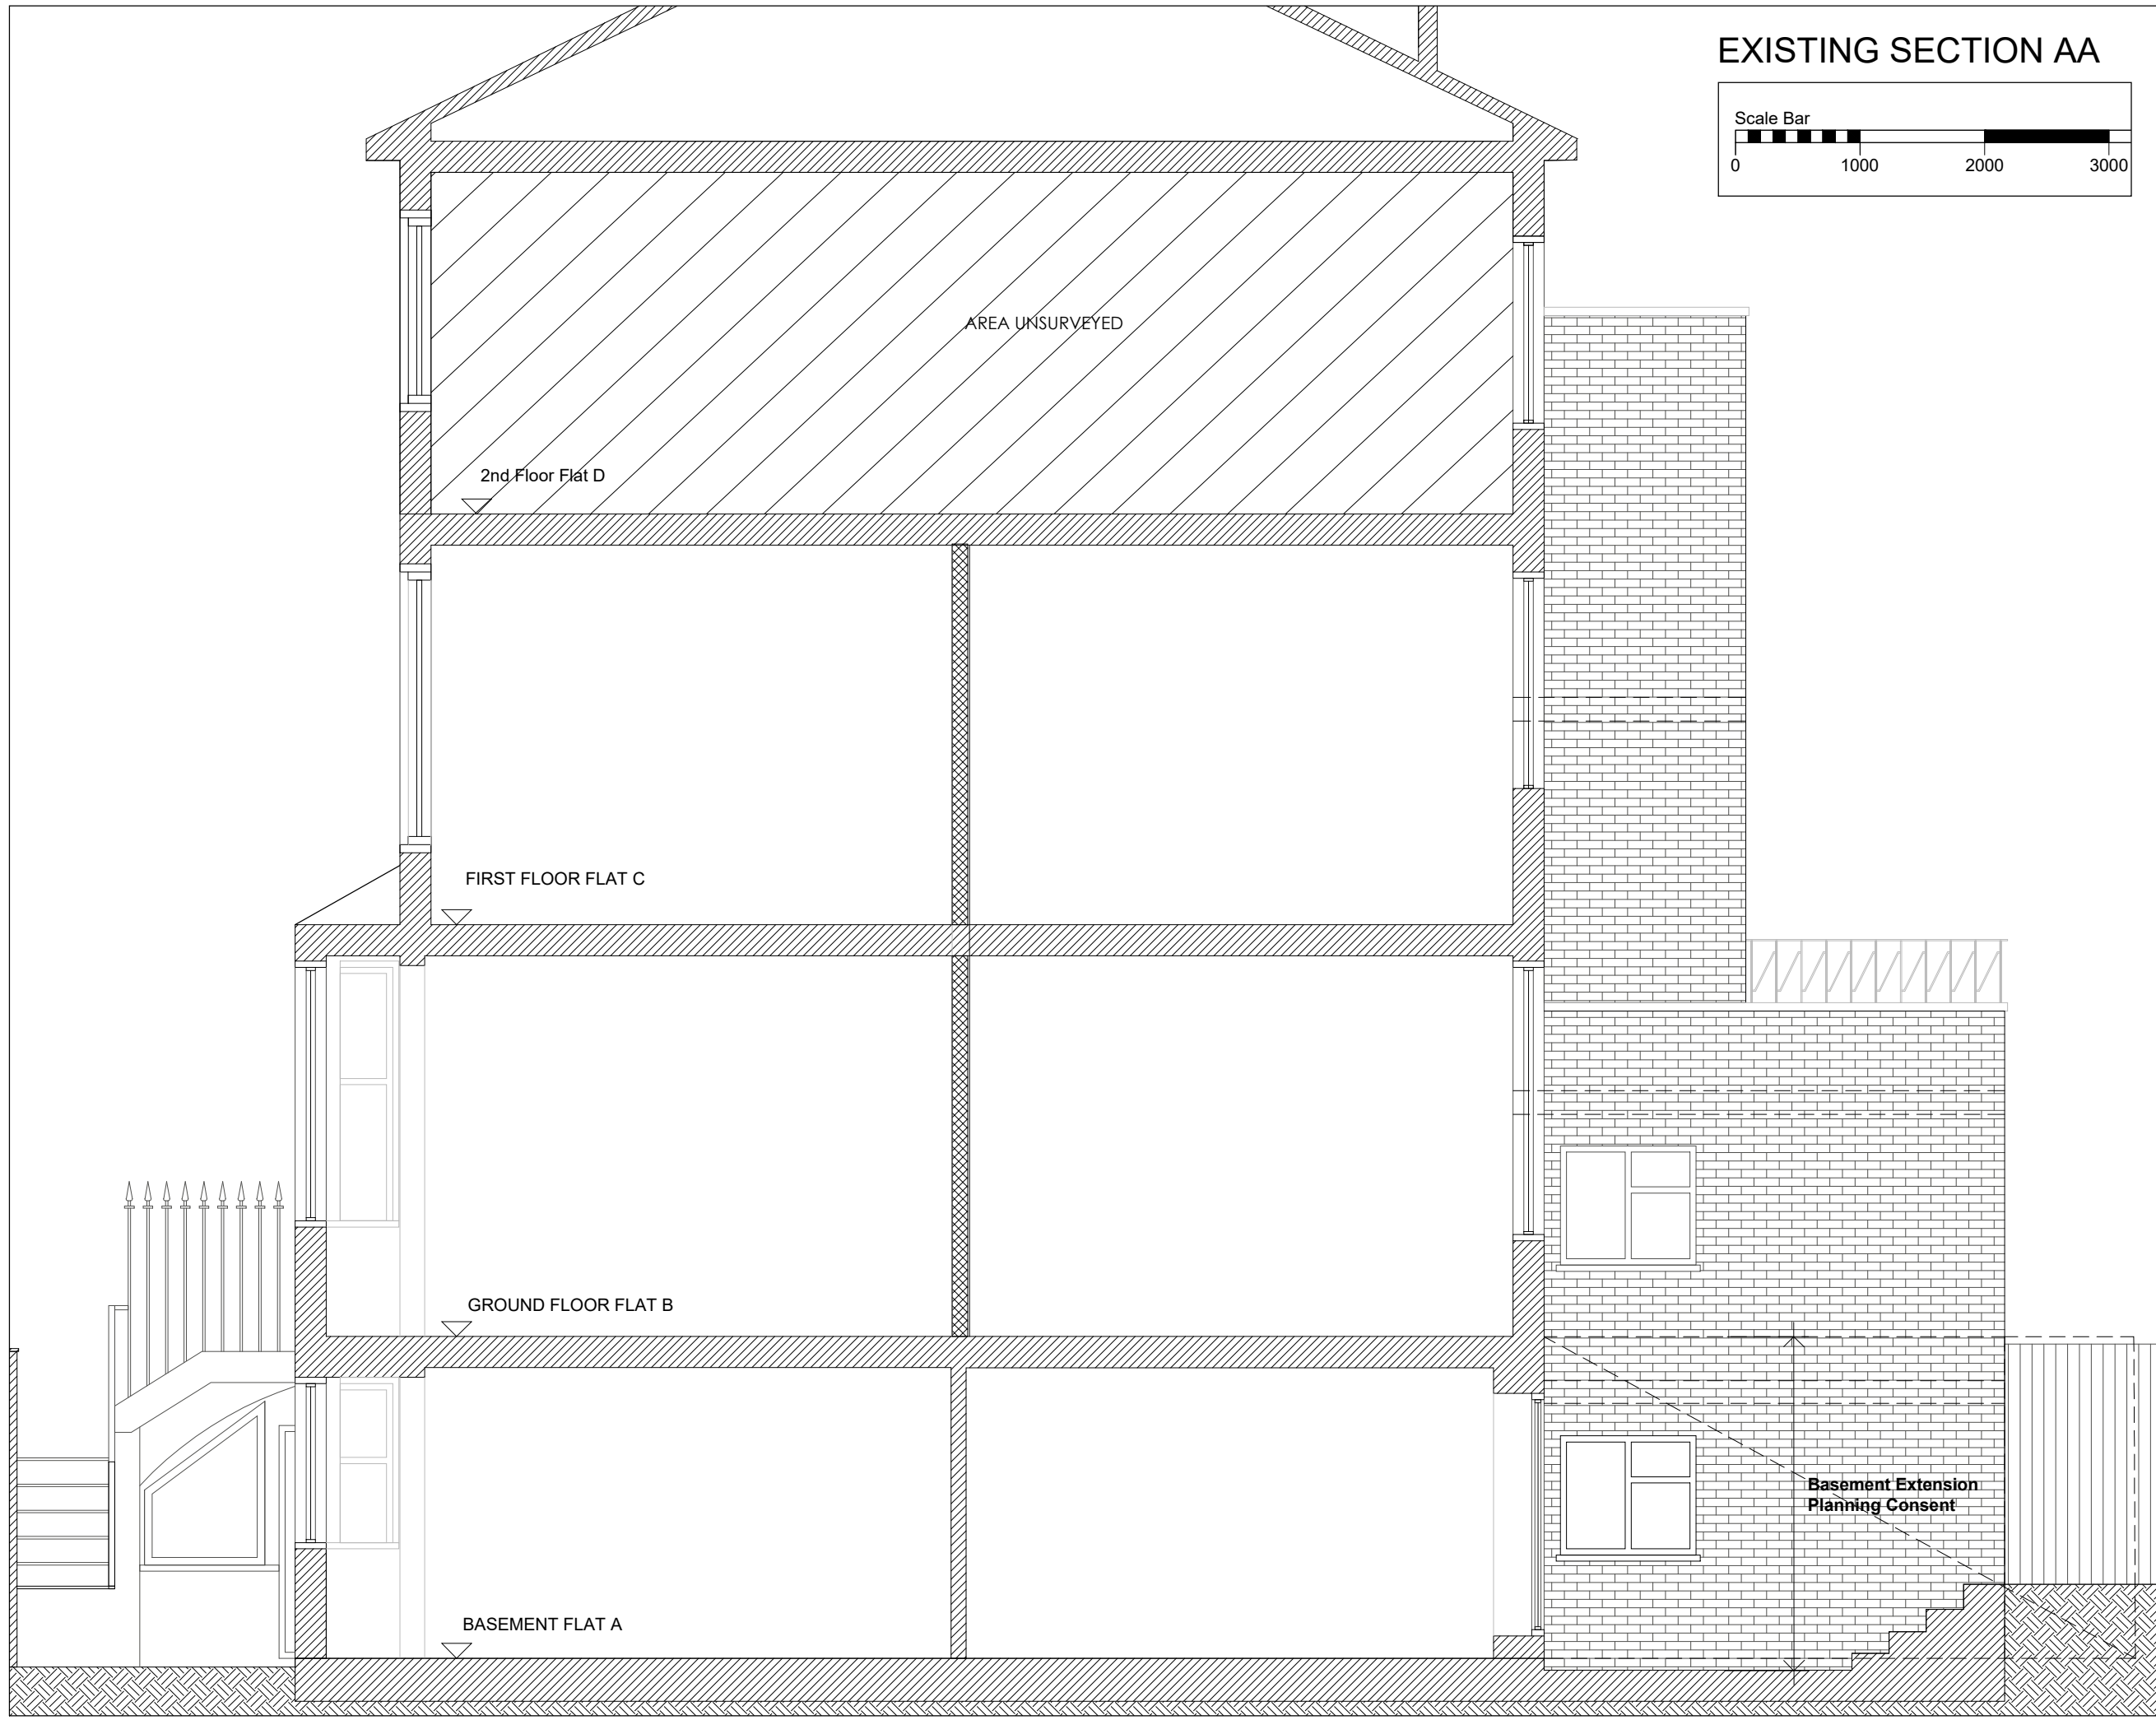 EXISTING SECTION AA
Scale Bar
0 1000 2000 3000
AREA UNSURVEYED
2nd Floor Flat D
FIRST FLOOR FLAT C
GROUND FLOOR FLAT B
Basement Extension
Planning Consent
BASEMENT FLAT A